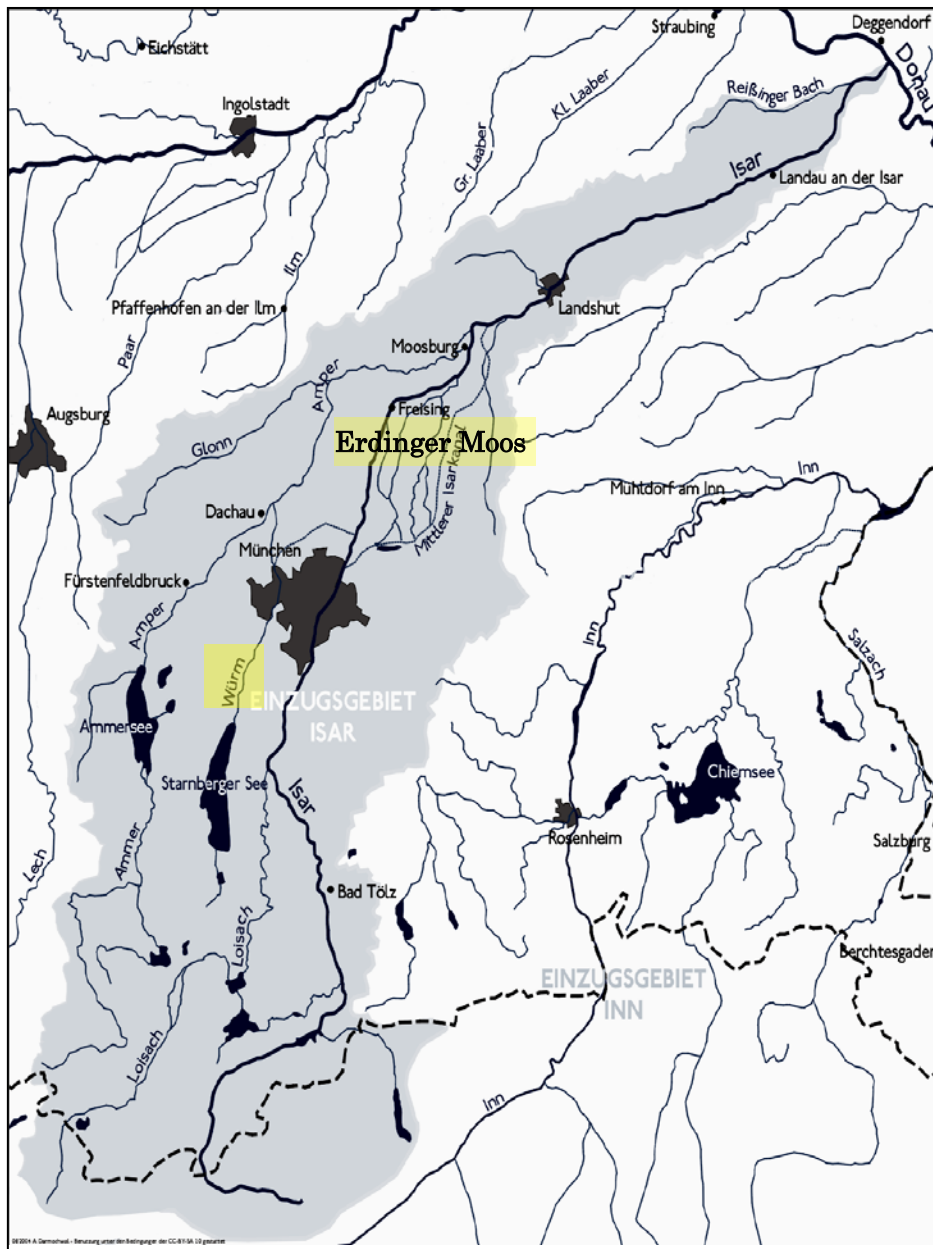 Straubing
Deggendorf
Eichstätt
Donau
Reißinger Bach
Kl. Laaber
Ingolstadt
Gr. Laaber
Isar
Landau an der Isar
Ilm
Pfaffenhofen an der Ilm
Landshut
Paar
Moosburg
Amper
Augsburg
Freising
Glonn
Erdinger Moos
Mittlerer Isarkanal
Inn
Mühldorf am Inn
Dachau
München
Fürstenfeldbruck
Amper
Inn
Salzach
Würm
EINZUGSGEBIET
ISAR
Ammersee
Starnberger See
Isar
Chiemsee
Rosenheim
Salzburg
Lech
Ammer
Bad Tölz
Loisach
Berchtesgaden
EINZUGSGEBIET
INN
Loisach
Inn